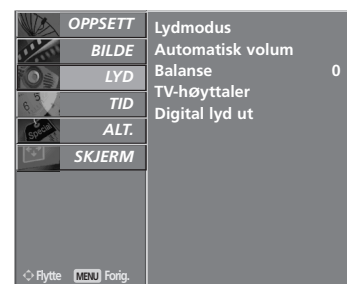 OPPSETT
BILDE
LYD
TID
ALT.
SKJERM
Lydmodus
Automatisk volum
Balanse 0
TV-høyttaler
Digital lyd ut
Flytte MENU Forig.